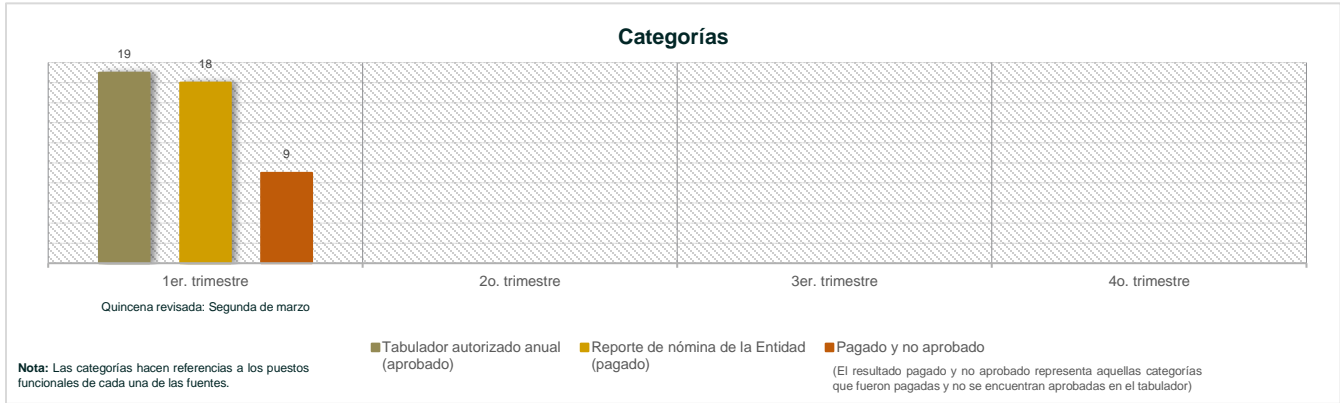 Categorías
19
18
9
1er. trimestre
2o. trimestre
3er. trimestre
4o. trimestre
Quincena revisada: Segunda de marzo
Tabulador autorizado anual
(aprobado)
Reporte de nómina de la Entidad
(pagado)
Pagado y no aprobado
(El resultado pagado y no aprobado representa aquellas categorías
que fueron pagadas y no se encuentran aprobadas en el tabulador)
Nota: Las categorías hacen referencias a los puestos
funcionales de cada una de las fuentes.